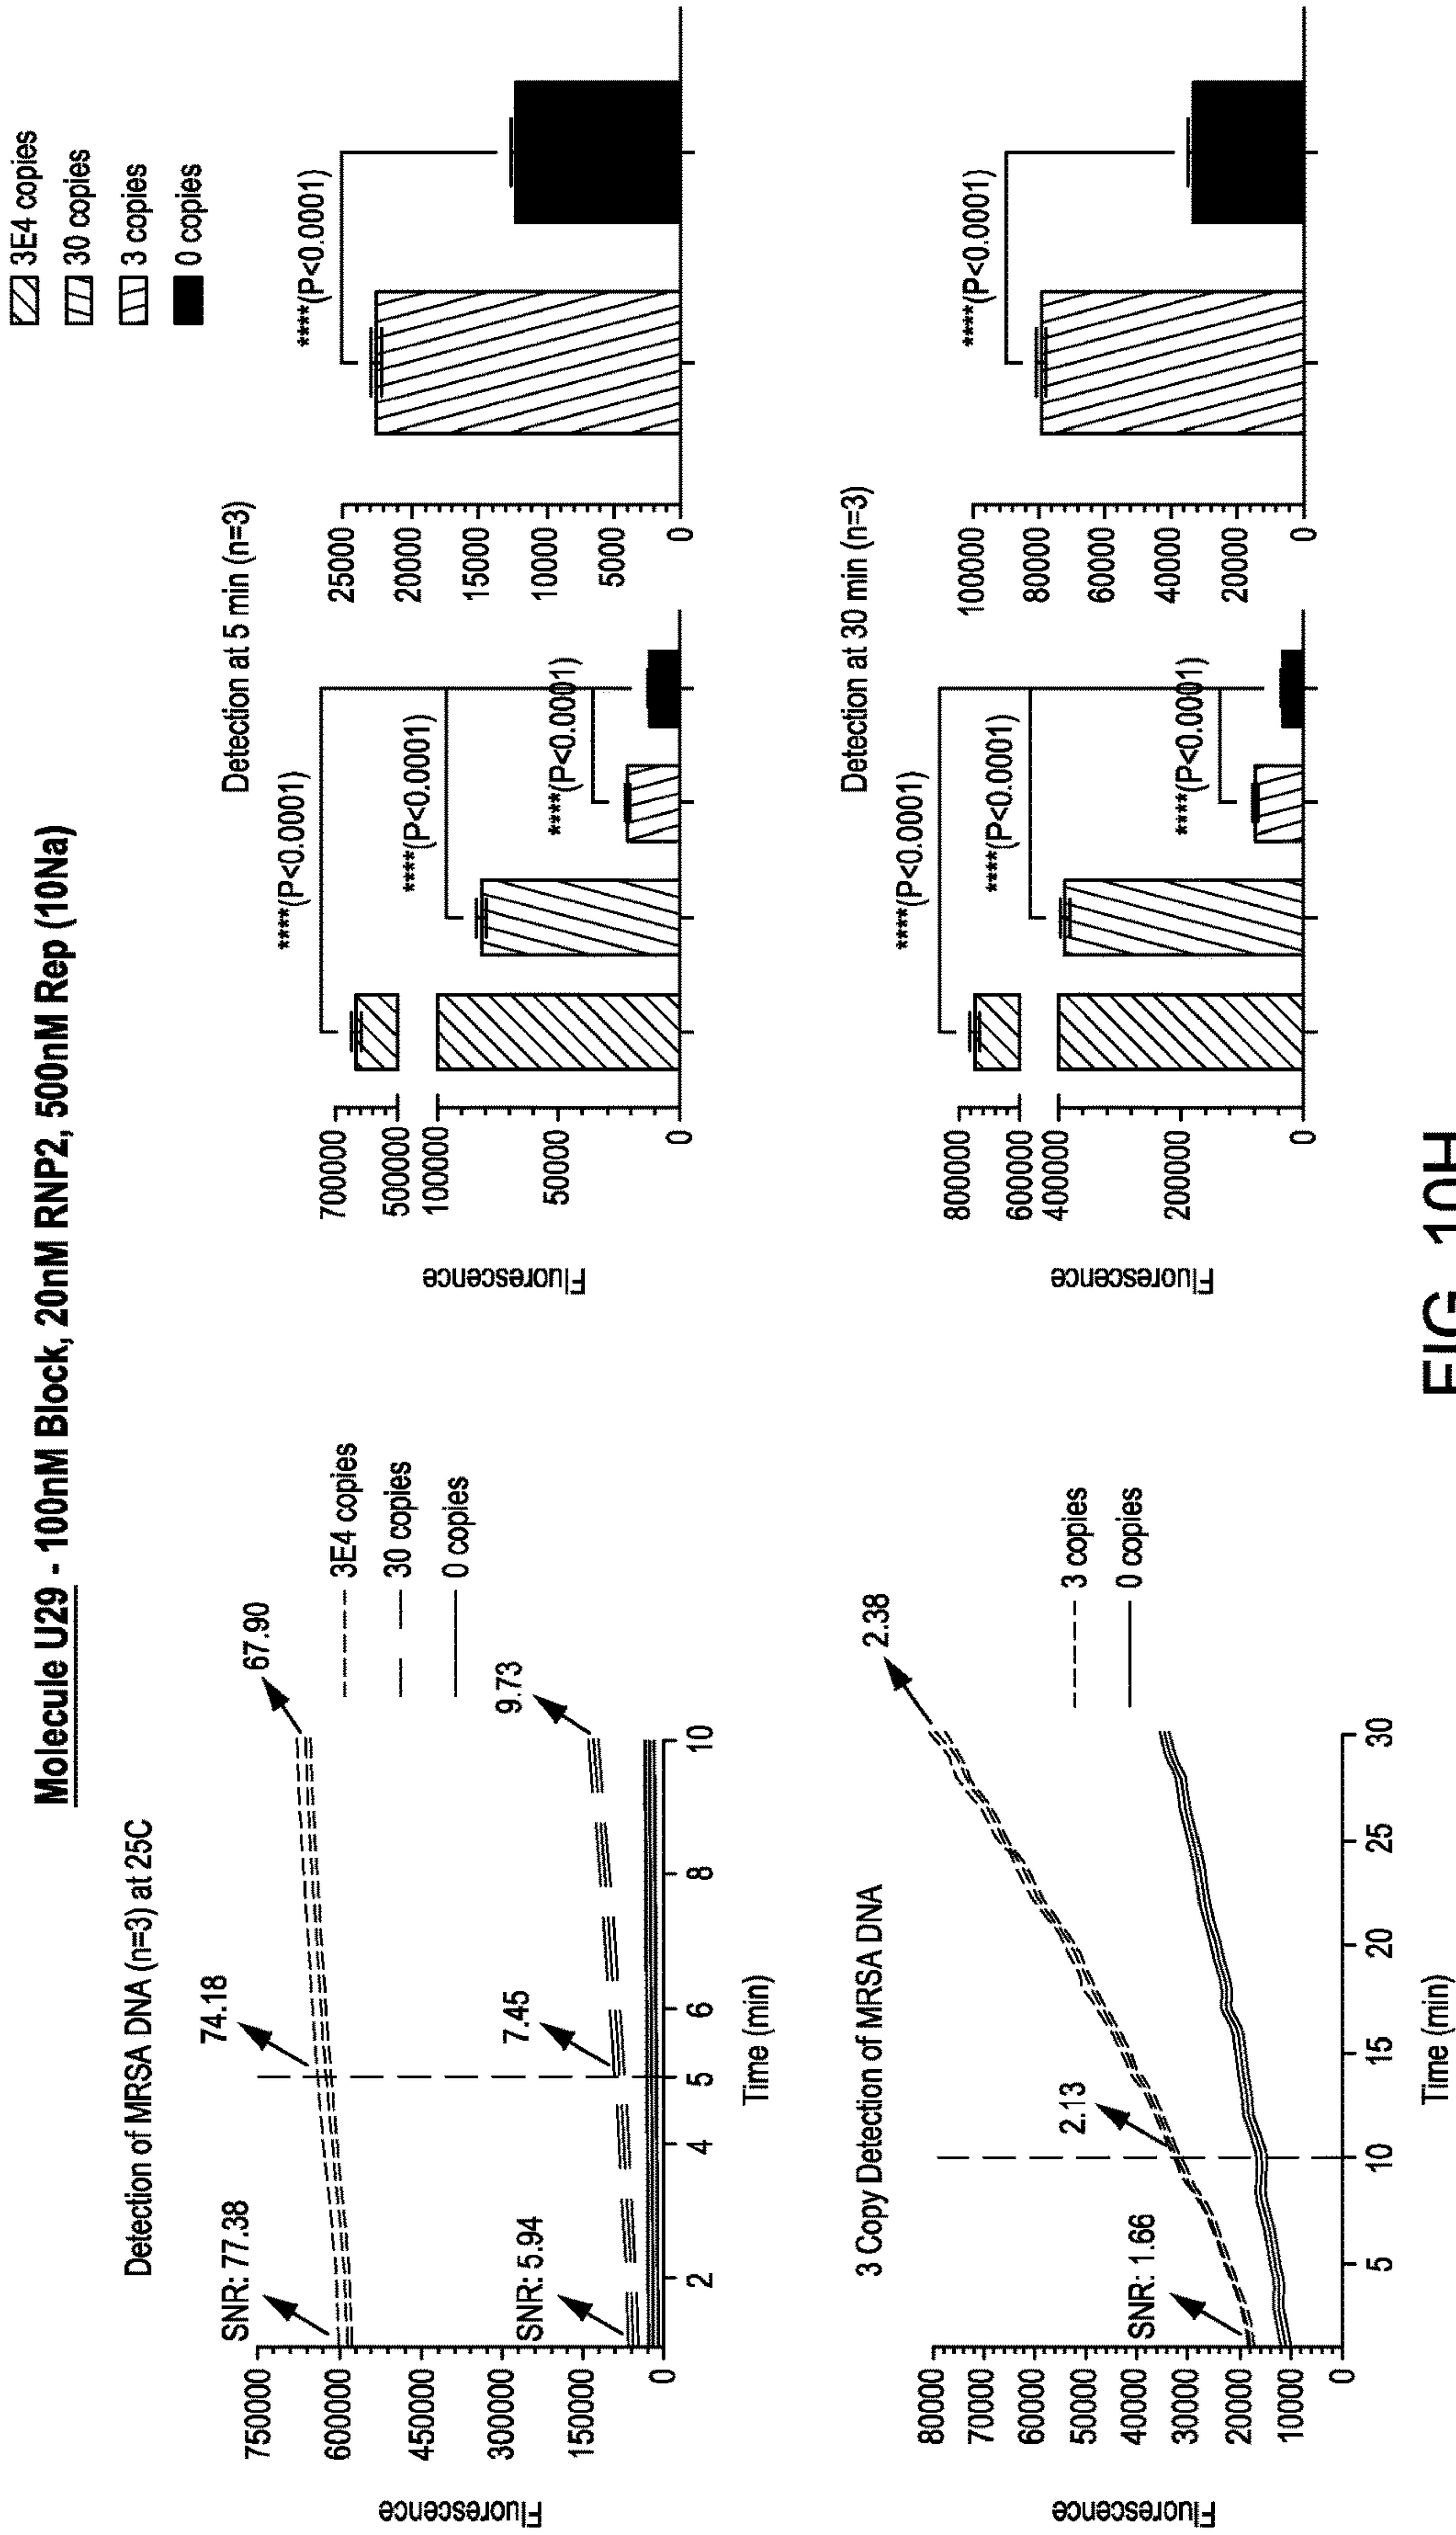 Molecule U29 - 100nM Block, 20nM RNP2, 500nM Rep (10Na)
Detection of MRSA DNA (n=3) at 25C
Fluorescence
750000
600000
450000
300000
150000
0
SNR: 77.38
74.18
67.90
SNR: 5.94
7.45
9.73
2
4
5
6
8
10
Time (min)
3E4 copies
30 copies
0 copies
3E4 copies
30 copies
3 copies
0 copies
Detection at 5 min (n=3)
Fluorescence
700000
500000
100000
50000
0
****(P<0.0001)
****(P<0.0001)
****(P<0.0001)
25000
20000
15000
10000
5000
0
****(P<0.0001)
3 Copy Detection of MRSA DNA
Fluorescence
80000
70000
60000
50000
40000
30000
20000
10000
0
SNR: 1.66
2.13
2.38
5
10
15
20
25
30
Time (min)
3 copies
0 copies
Detection at 30 min (n=3)
Fluorescence
800000
600000
400000
200000
0
****(P<0.0001)
****(P<0.0001)
****(P<0.0001)
100000
80000
60000
40000
20000
0
****(P<0.0001)
FIG. 10H